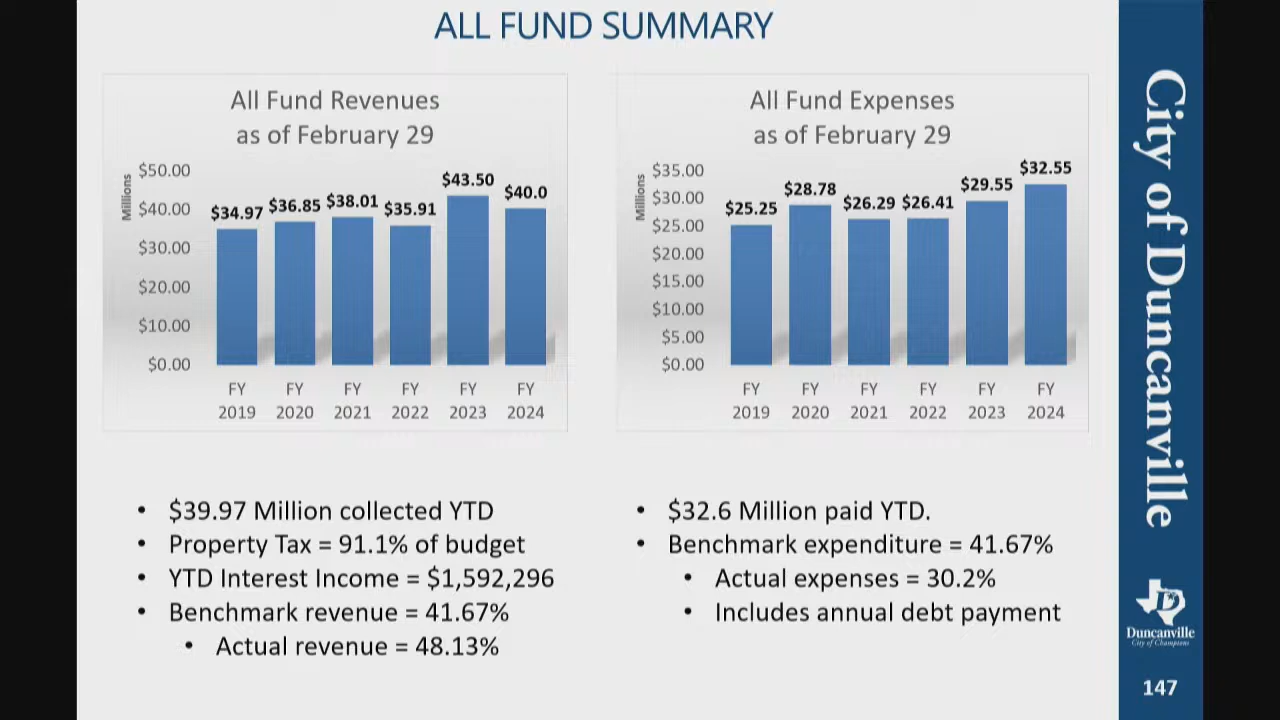 ALL FUND SUMMARY
All Fund Revenues
as of February 29
Millions
$50.00
$40.00
$30.00
$20.00
$10.00
$0.00
$34.97
$36.85
$38.01
$35.91
$43.50
$40.0
FY 2019
FY 2020
FY 2021
FY 2022
FY 2023
FY 2024
All Fund Expenses
as of February 29
Millions
$35.00
$30.00
$25.00
$20.00
$15.00
$10.00
$5.00
$0.00
$25.25
$28.78
$26.29
$26.41
$29.55
$32.55
FY 2019
FY 2020
FY 2021
FY 2022
FY 2023
FY 2024
• $39.97 Million collected YTD
• Property Tax = 91.1% of budget
• YTD Interest Income = $1,592,296
• Benchmark revenue = 41.67%
• Actual revenue = 48.13%
• $32.6 Million paid YTD.
• Benchmark expenditure = 41.67%
• Actual expenses = 30.2%
• Includes annual debt payment
City of Duncanville
D
Duncanville
City of Champions
147